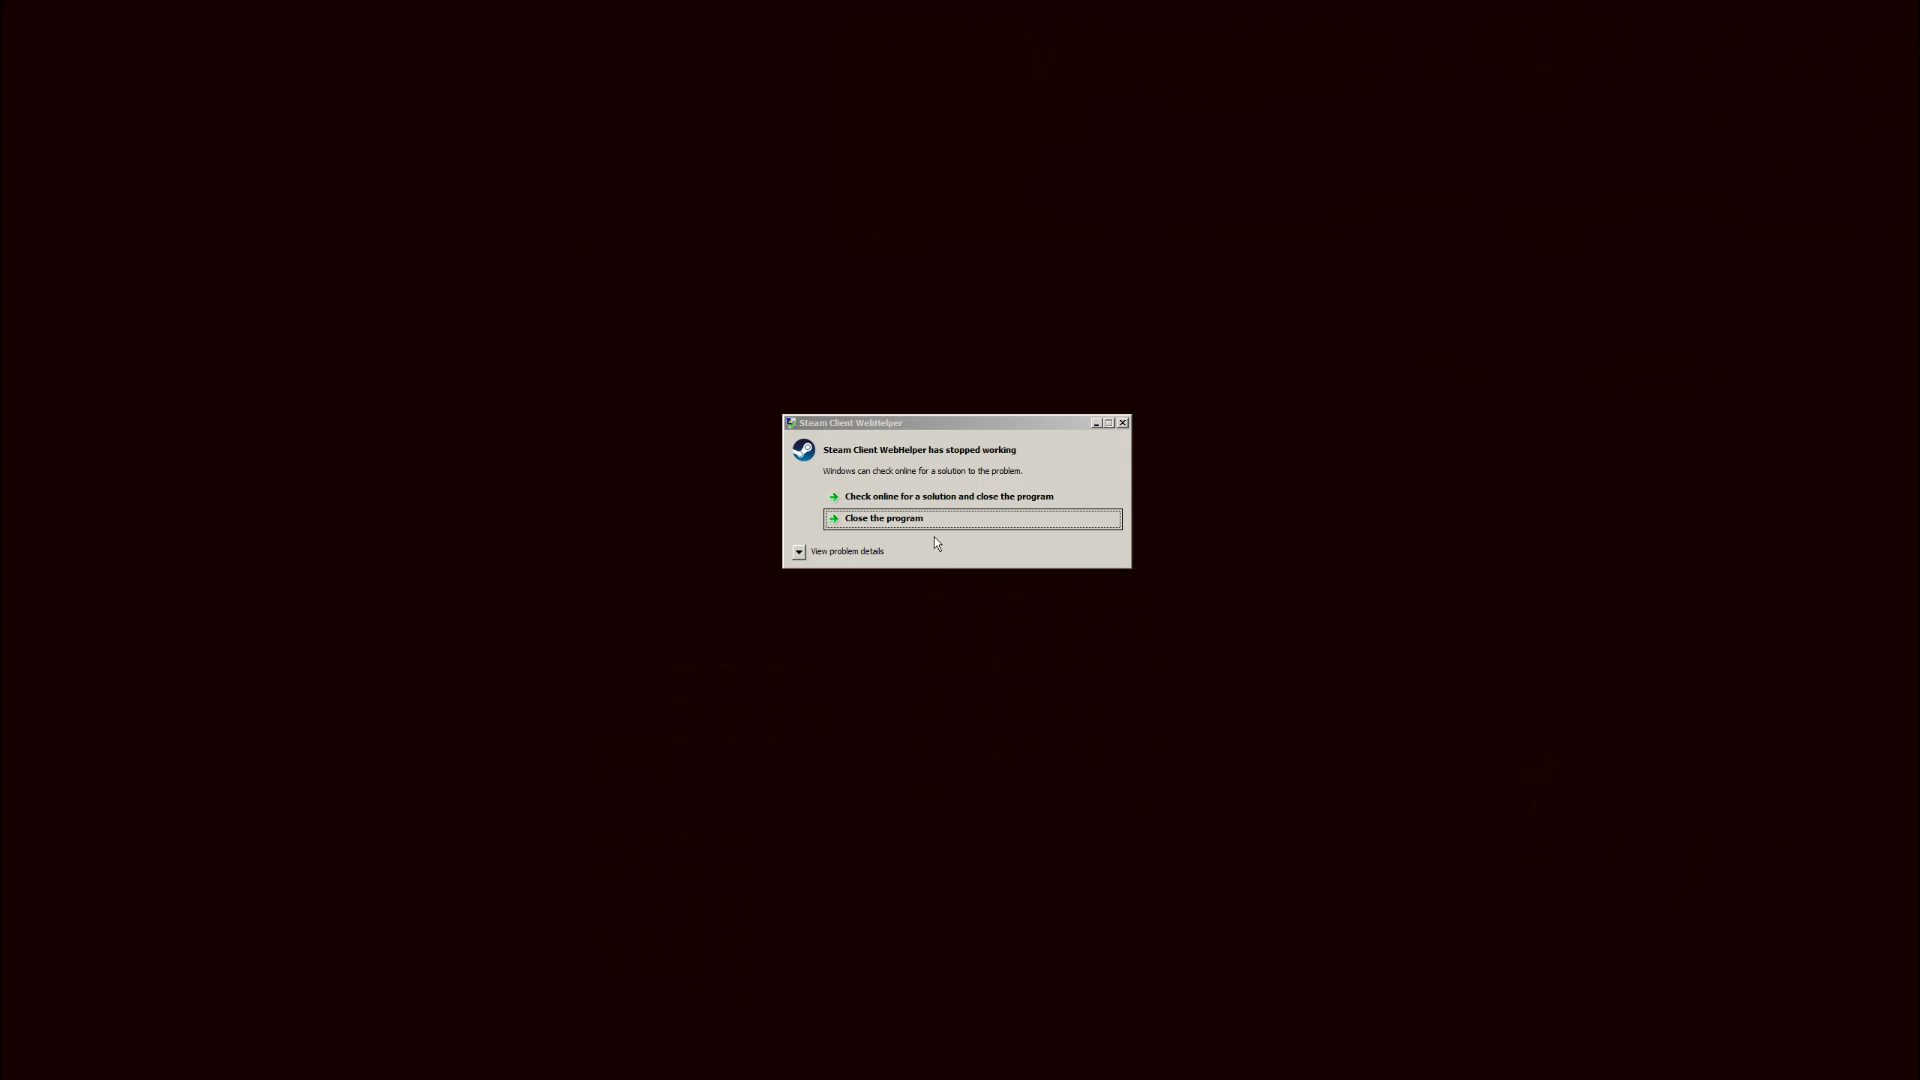 Steam Client WebHelper
Steam Client WebHelper has stopped working
Windows can check online for a solution to the problem.
Check online for a solution and close the program
Close the program
View problem details